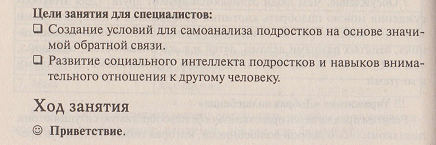 Цели занятия для специалистов:
❑ Создание условий для самоанализа подростков на основе значи-
мой обратной связи.
❑ Развитие социального интеллекта подростков и навыков внима-
тельного отношения к другому человеку.
Ход занятия
☺ Приветствие.